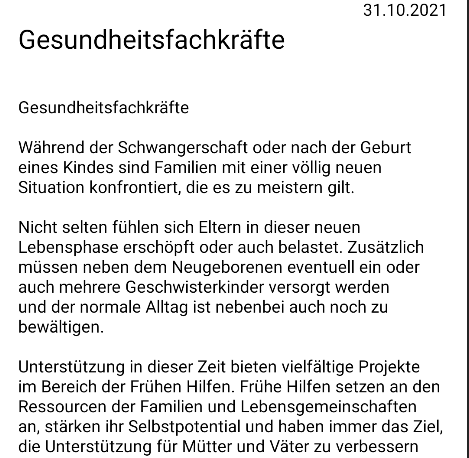 31.10.2021
Gesundheitsfachkräfte
Gesundheitsfachkräfte
Während der Schwangerschaft oder nach der Geburt
eines Kindes sind Familien mit einer völlig neuen
Situation konfrontiert, die es zu meistern gilt.
Nicht selten fühlen sich Eltern in dieser neuen
Lebensphase erschöpft oder auch belastet. Zusätzlich
müssen neben dem Neugeborenen eventuell ein oder
auch mehrere Geschwisterkinder versorgt werden
und der normale Alltag ist nebenbei auch noch zu
bewältigen.
Unterstützung in dieser Zeit bieten vielfältige Projekte
im Bereich der Frühen Hilfen. Frühe Hilfen setzen an den
Ressourcen der Familien und Lebensgemeinschaften
an, stärken ihr Selbstpotential und haben immer das Ziel,
die Unterstützung für Mütter und Väter zu verbessern